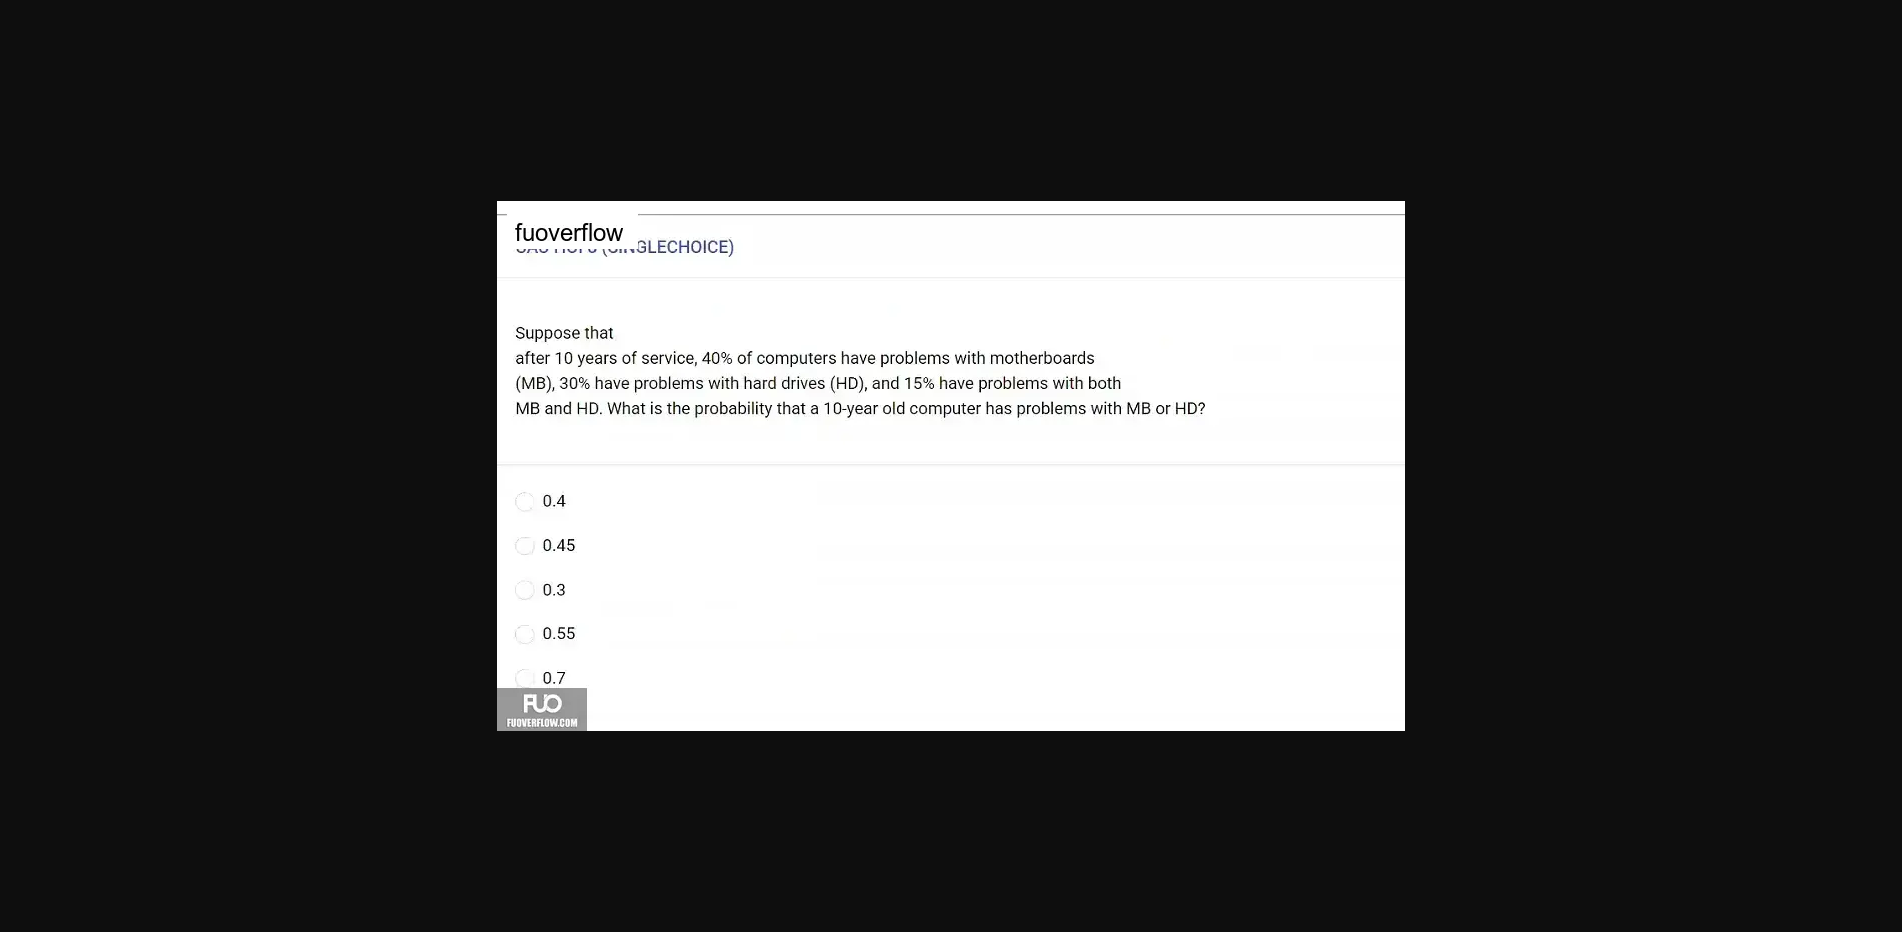 fuoverflow
(SINGLECHOICE)
Suppose that
after 10 years of service, 40% of computers have problems with motherboards
(MB), 30% have problems with hard drives (HD), and 15% have problems with both
MB and HD. What is the probability that a 10-year old computer has problems with MB or HD?
0.4
0.45
0.3
0.55
0.7
FUO
FUOVERFLOW.COM